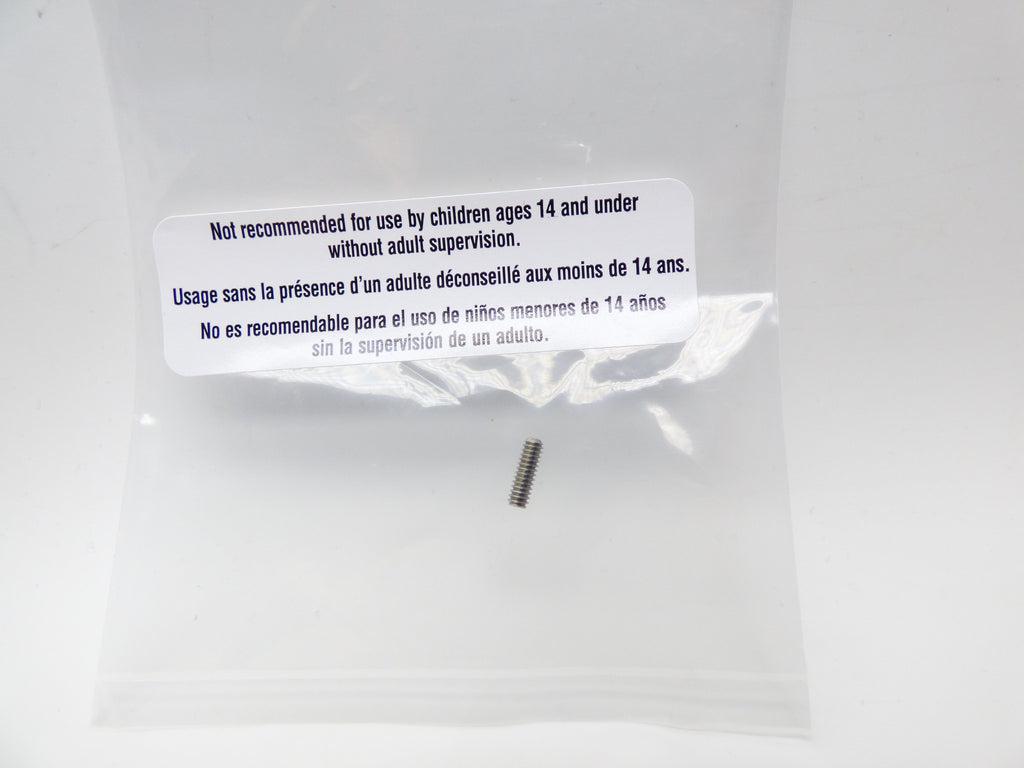 Not recommended for use by children ages 14 and under
without adult supervision.
Usage sans la présence d'un adulte déconseillé aux moins de 14 ans.
No es recomendable para el uso de niños menores de 14 años
sin la supervisión de un adulto.